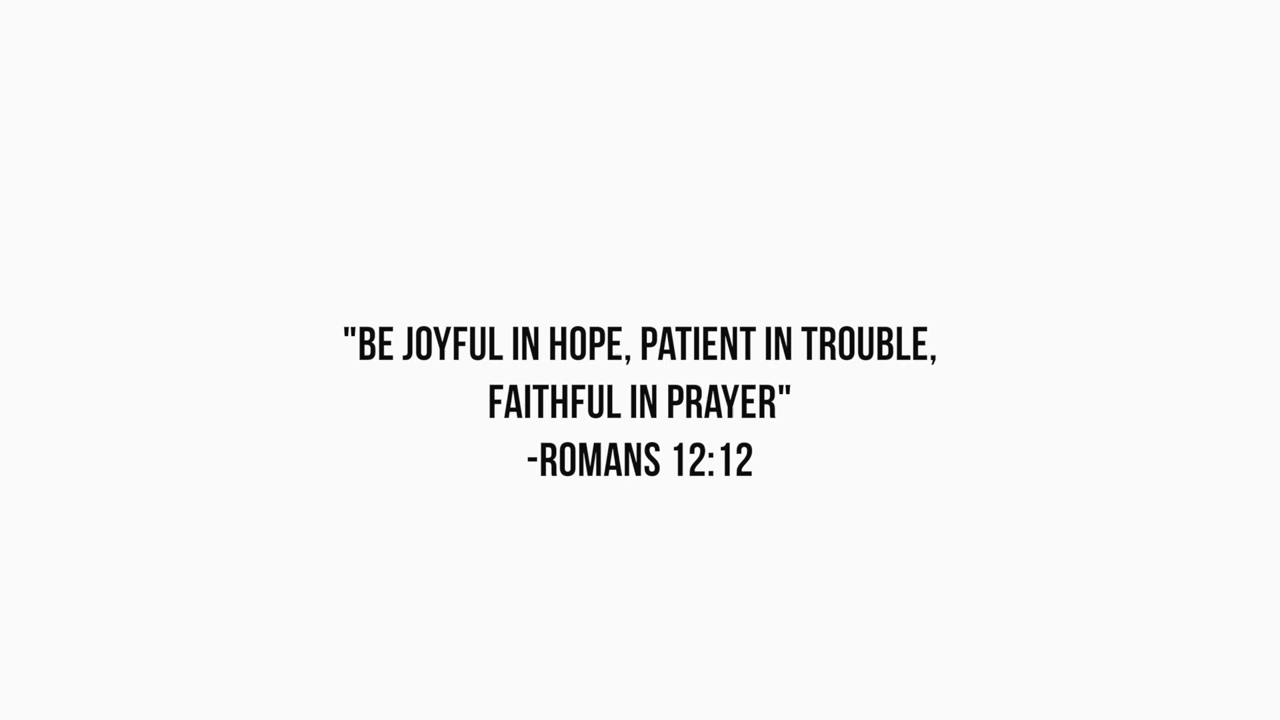 "BE JOYFUL IN HOPE, PATIENT IN TROUBLE,
FAITHFUL IN PRAYER"
-ROMANS 12:12